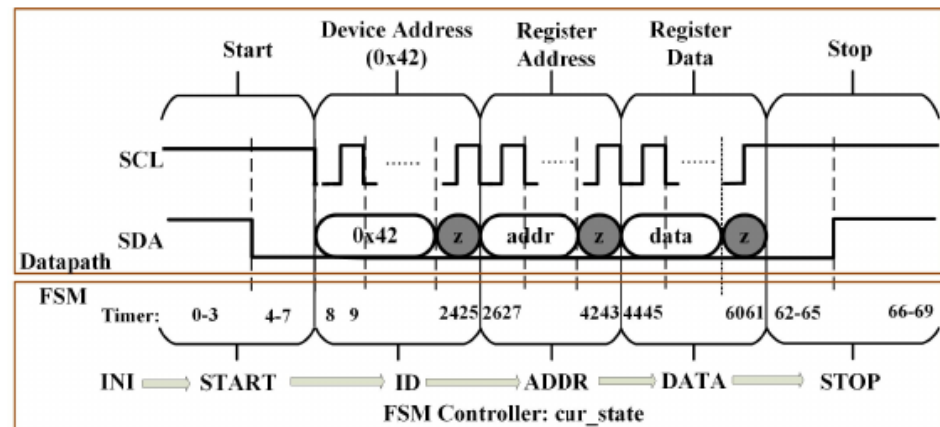 Start
Device Address
(0x42)
Register
Address
Register
Data
Stop
SCL
SDA
0x42
z
addr
z
data
z
Datapath
FSM
Timer: 0-3 4-7 8 9 2425 2627 4243 4445 6061 62-65 66-69
INI START ID ADDR DATA STOP
FSM Controller: cur_state